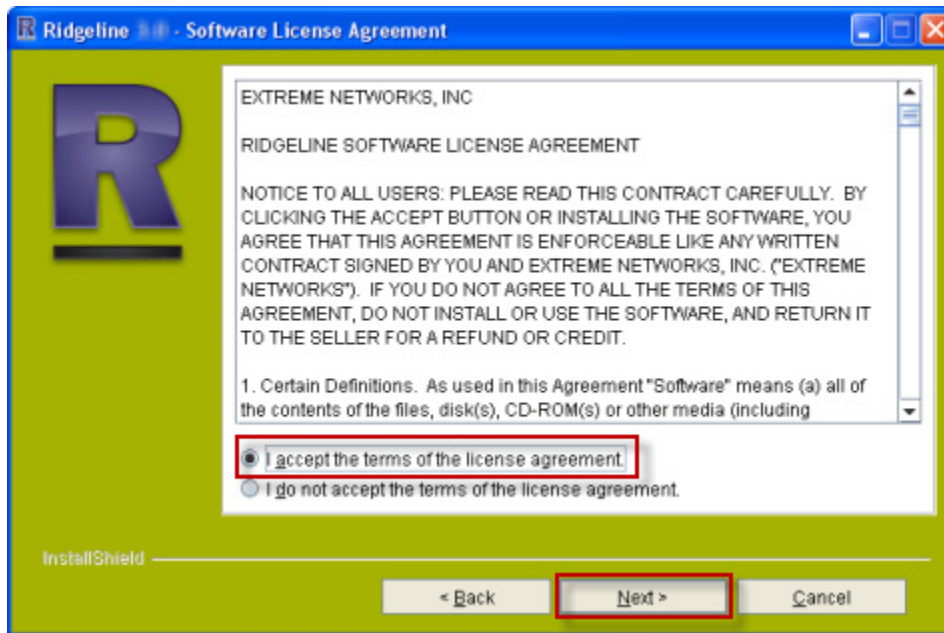 Ridgeline - Software License Agreement
R
EXTREME NETWORKS, INC
RIDGELINE SOFTWARE LICENSE AGREEMENT
NOTICE TO ALL USERS: PLEASE READ THIS CONTRACT CAREFULLY. BY
CLICKING THE ACCEPT BUTTON OR INSTALLING THE SOFTWARE, YOU
AGREE THAT THIS AGREEMENT IS ENFORCEABLE LIKE ANY WRITTEN
CONTRACT SIGNED BY YOU AND EXTREME NETWORKS, INC. ("EXTREME
NETWORKS"). IF YOU DO NOT AGREE TO ALL THE TERMS OF THIS
AGREEMENT, DO NOT INSTALL OR USE THE SOFTWARE, AND RETURN IT
TO THE SELLER FOR A REFUND OR CREDIT.
1. Certain Definitions. As used in this Agreement "Software" means (a) all of
the contents of the files, disk(s), CD-ROM(s) or other media (including
I accept the terms of the license agreement.
I do not accept the terms of the license agreement.
InstallShield
< Back
Next >
Cancel